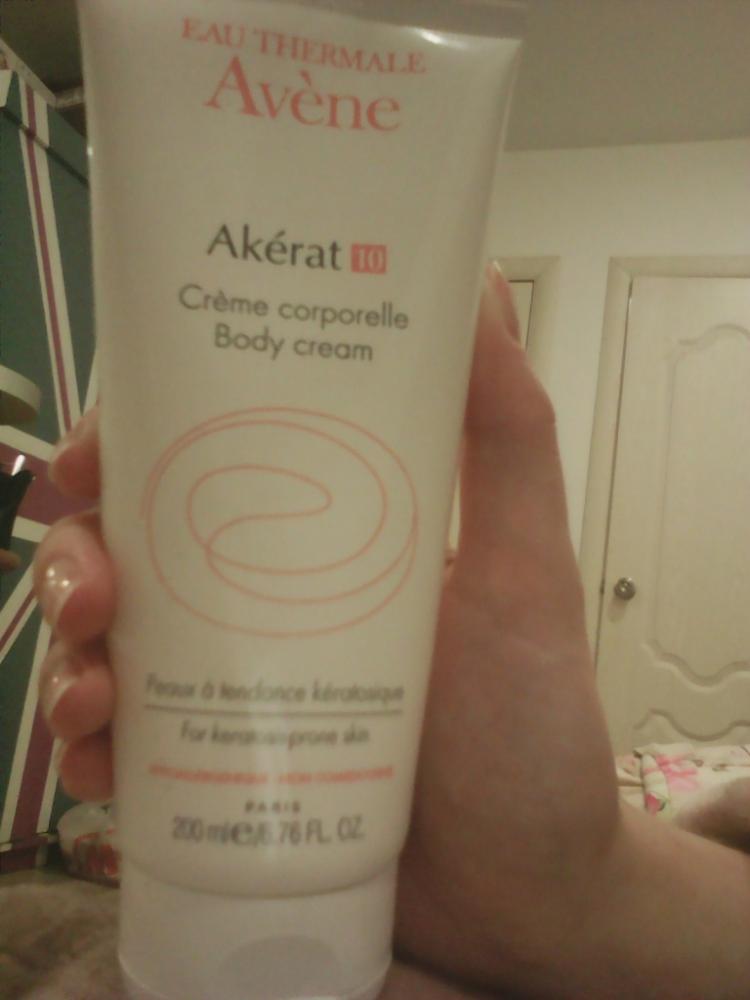 EAU THERMALE
Avène
Akérat 10
Crème corporelle
Body cream
Peaux à tendance kératosique
For keratosis-prone skin
PARIS
200 ml e/6.76 FL. OZ.